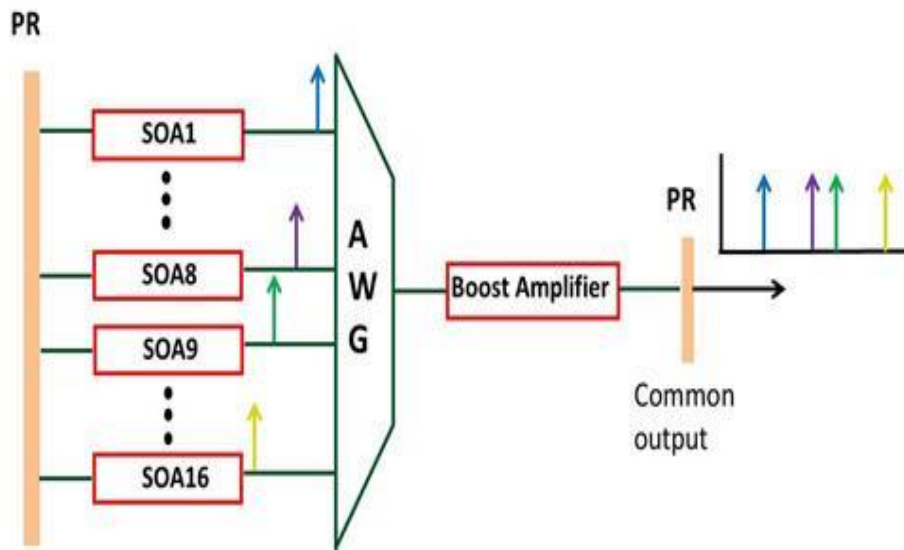 PR
SOA1
SOA8
SOA9
SOA16
A
W
G
Boost Amplifier
PR
Common
output